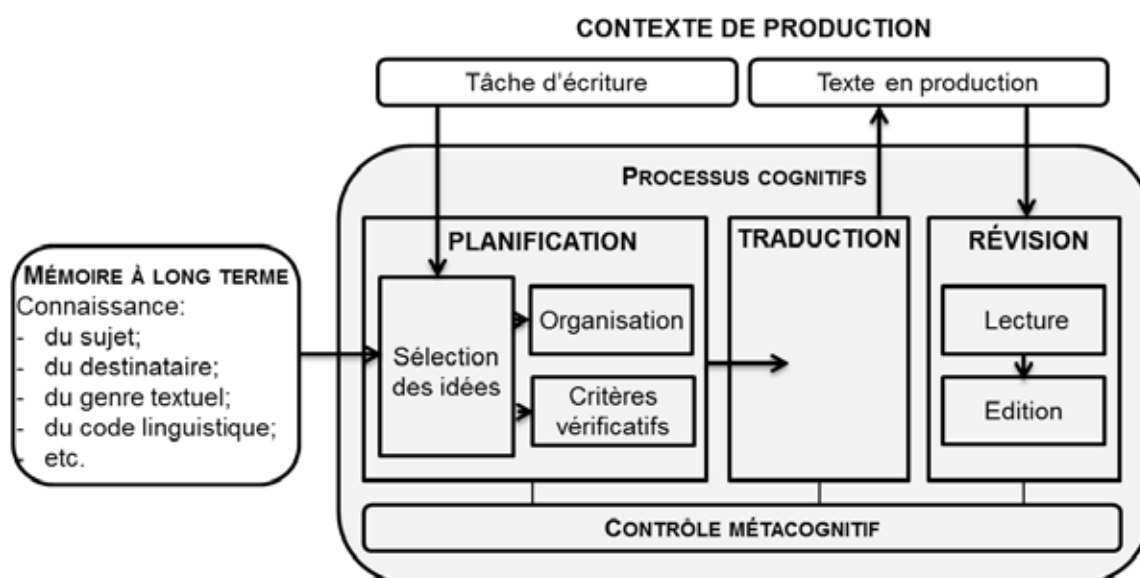 CONTEXTE DE PRODUCTION
Tâche d'écriture
Texte en production
PROCESSUS COGNITIFS
PLANIFICATION
TRADUCTION
RÉVISION
MÉMOIRE À LONG TERME
Connaissance:
- du sujet;
- du destinataire;
- du genre textuel;
- du code linguistique;
- etc.
Sélection
des idées
Organisation
Critères
vérificatifs
Lecture
Edition
CONTRÔLE MÉTACOGNITIF